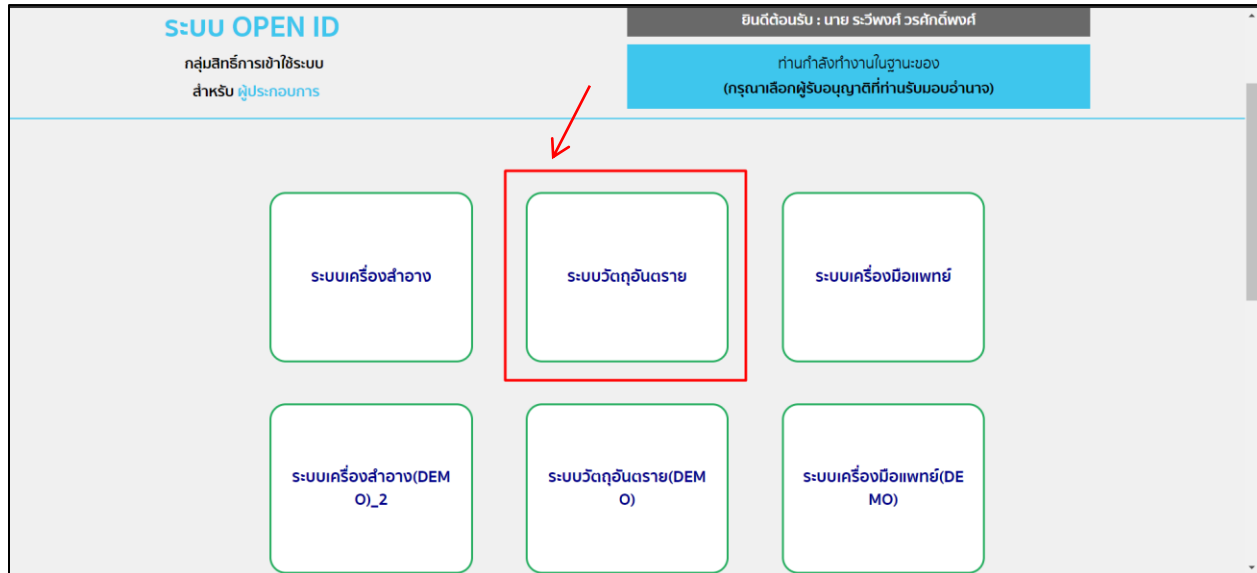 ระบบ OPEN ID
กลุ่มสิทธิ์การเข้าใช้ระบบ
สำหรับ ผู้ประกอบการ
ยินดีต้อนรับ : นาย ระวีพงศ์ วรศักดิ์พงศ์
ท่านกำลังทำงานในฐานะของ
(กรุณาเลือกผู้รับอนุญาติที่ท่านรับมอบอำนาจ)
ระบบเครื่องสำอาง
ระบบวัตถุอันตราย
ระบบเครื่องมือแพทย์
ระบบเครื่องสำอาง(DEM
O)_2
ระบบวัตถุอันตราย(DEM
O)
ระบบเครื่องมือแพทย์(DE
MO)